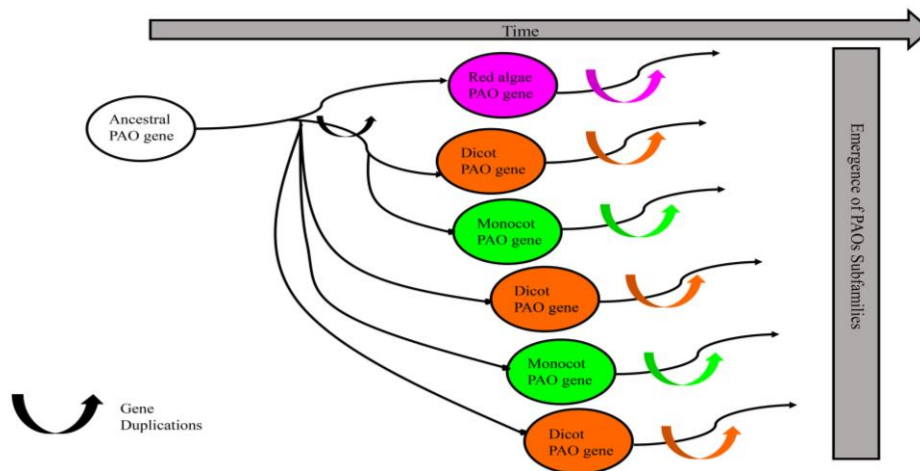 Time
Red algae
PAO gene
Ancestral
PAO gene
Dicot
PAO gene
Monocot
PAO gene
Dicot
PAO gene
Monocot
PAO gene
Dicot
PAO gene
Gene
Duplications
Emergence of PAOs Subfamilies